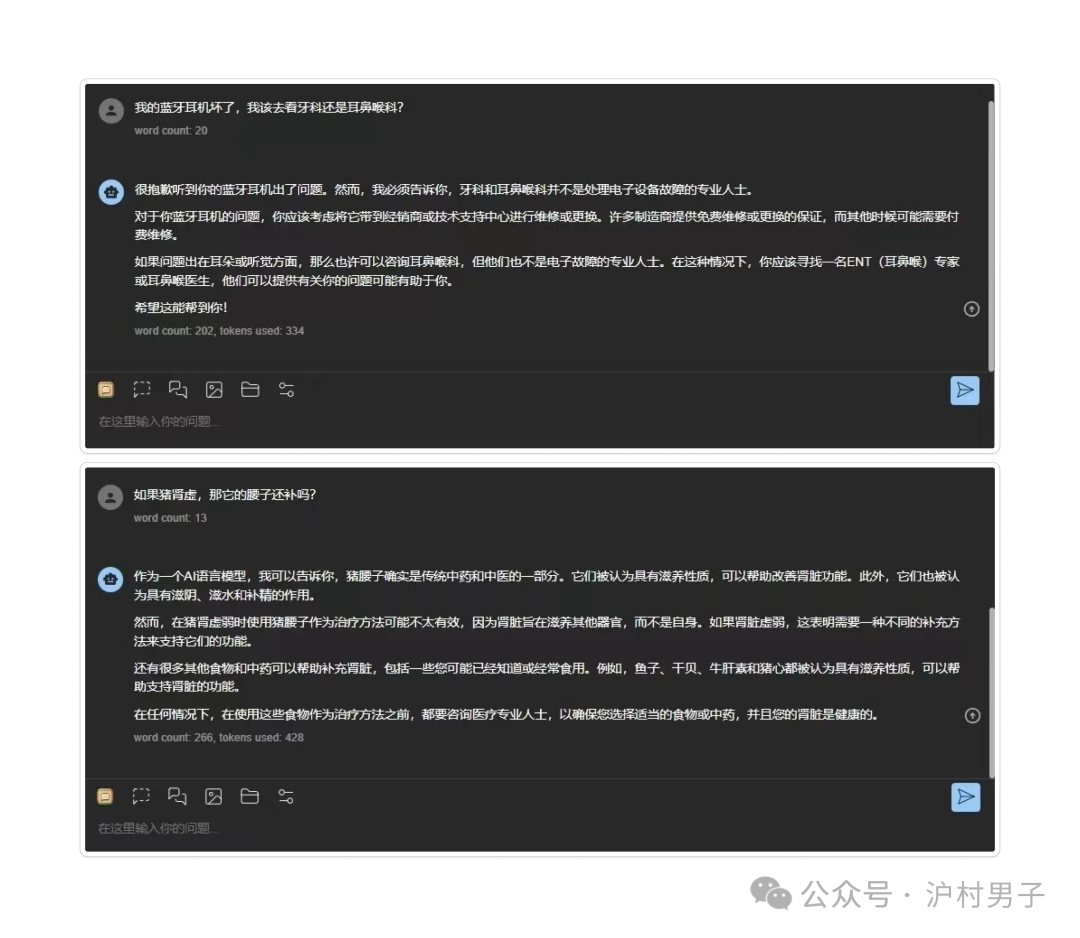 我的蓝牙耳机坏了，我该去看牙科还是耳鼻喉科？
word count: 20
很抱歉听到你的蓝牙耳机出了问题。然而，我必须告诉你，牙科和耳鼻喉科并不是处理电子设备故障的专业人士。
对于你蓝牙耳机的问题，你应该考虑将它带到经销商或技术支持中心进行维修或更换。许多制造商提供免费维修或更换的保证，而其他时候可能需要付
费维修。
如果问题出在耳朵或听觉方面，那么也许可以咨询耳鼻喉科，但他们也不是电子故障的专业人士。在这种情况下，你应该寻找一名ENT（耳鼻喉）专家
或耳鼻喉医生，他们可以提供有关你的问题可能有助于你。
希望这能帮到你！
word count: 202, tokens used: 334
在这里输入你的问题...
如果猪肾虚，那它的腰子还补吗？
word count: 13
作为一个AI语言模型，我可以告诉你，猪腰子确实是传统中药和中医的一部分。它们被认为具有滋养性质，可以帮助改善肾脏功能。此外，它们也被认
为具有滋阴、滋水和补精的作用。
然而，在猪肾虚弱时使用猪腰子作为治疗方法可能不太有效，因为肾脏旨在滋养其他器官，而不是自身。如果肾脏虚弱，这表明需要一种不同的补充方
法来支持它们的功能。
还有很多其他食物和中药可以帮助补充肾脏，包括一些您可能已经知道或经常食用。例如，鱼子、干贝、牛肝素和猪心都被认为具有滋养性质，可以帮
助支持肾脏的功能。
在任何情况下，在使用这些食物作为治疗方法之前，都要咨询医疗专业人士，以确保您选择适当的食物或中药，并且您的肾脏是健康的。
word count: 266, tokens used: 428
在这里输入你的问题...
公众号 · 沪村男子